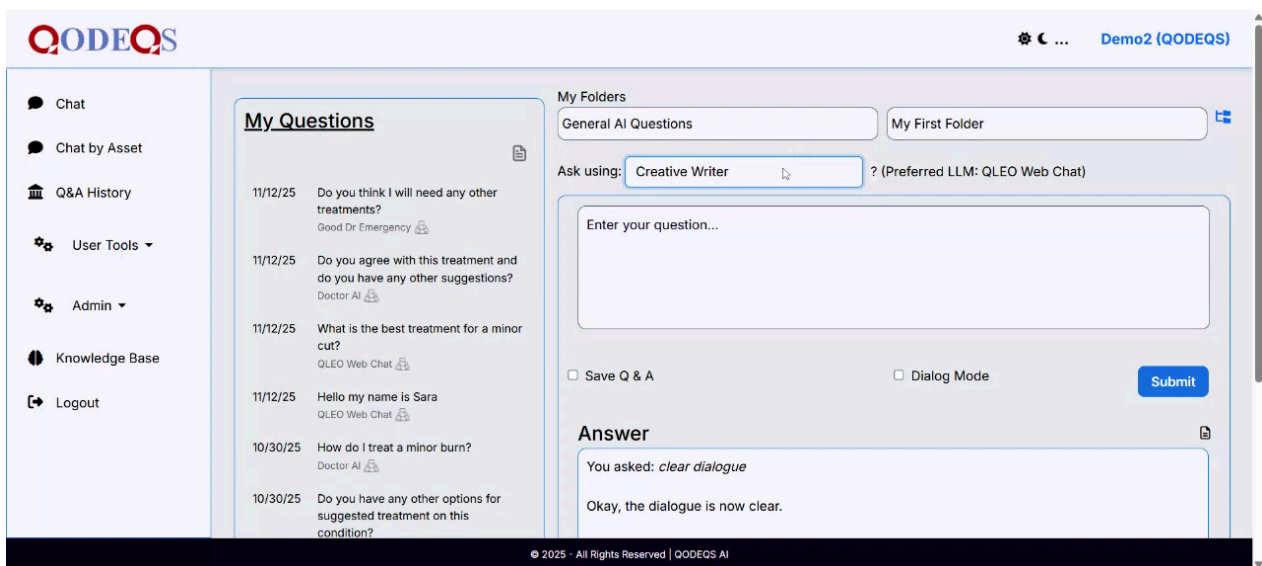 QODEQS
...
Demo2 (QODEQS)
Chat
Chat by Asset
Q&A History
User Tools
Admin
Knowledge Base
Logout
My Questions
11/12/25
Do you think I will need any other
treatments?
Good Dr Emergency
11/12/25
Do you agree with this treatment and
do you have any other suggestions?
Doctor AI
11/12/25
What is the best treatment for a minor
cut?
QLEO Web Chat
11/12/25
Hello my name is Sara
QLEO Web Chat
10/30/25
How do I treat a minor burn?
Doctor AI
10/30/25
Do you have any other options for
suggested treatment on this
condition?
My Folders
General AI Questions
My First Folder
Ask using: Creative Writer ? (Preferred LLM: QLEO Web Chat)
Enter your question...
Save Q & A
Dialog Mode
Submit
Answer
You asked: clear dialogue
Okay, the dialogue is now clear.
© 2025 - All Rights Reserved | QODEQS AI